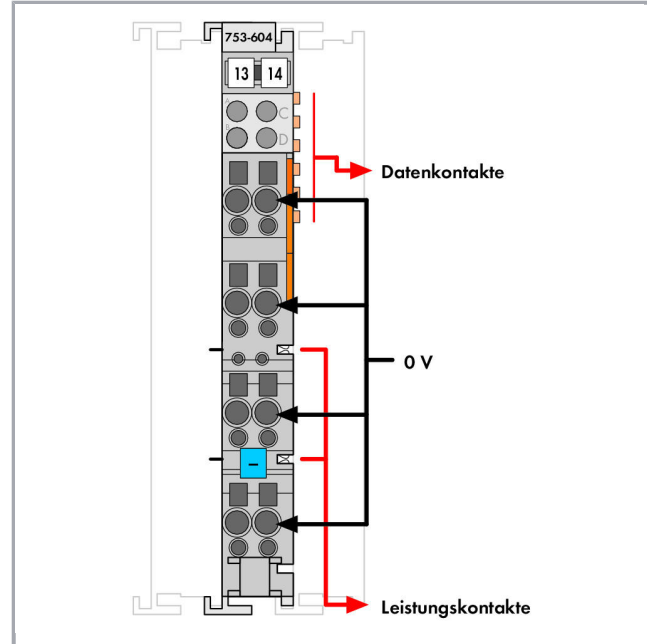 753-604
13 14
A
C
B
D
Datenkontakte
0 V
–
Leistungskontakte